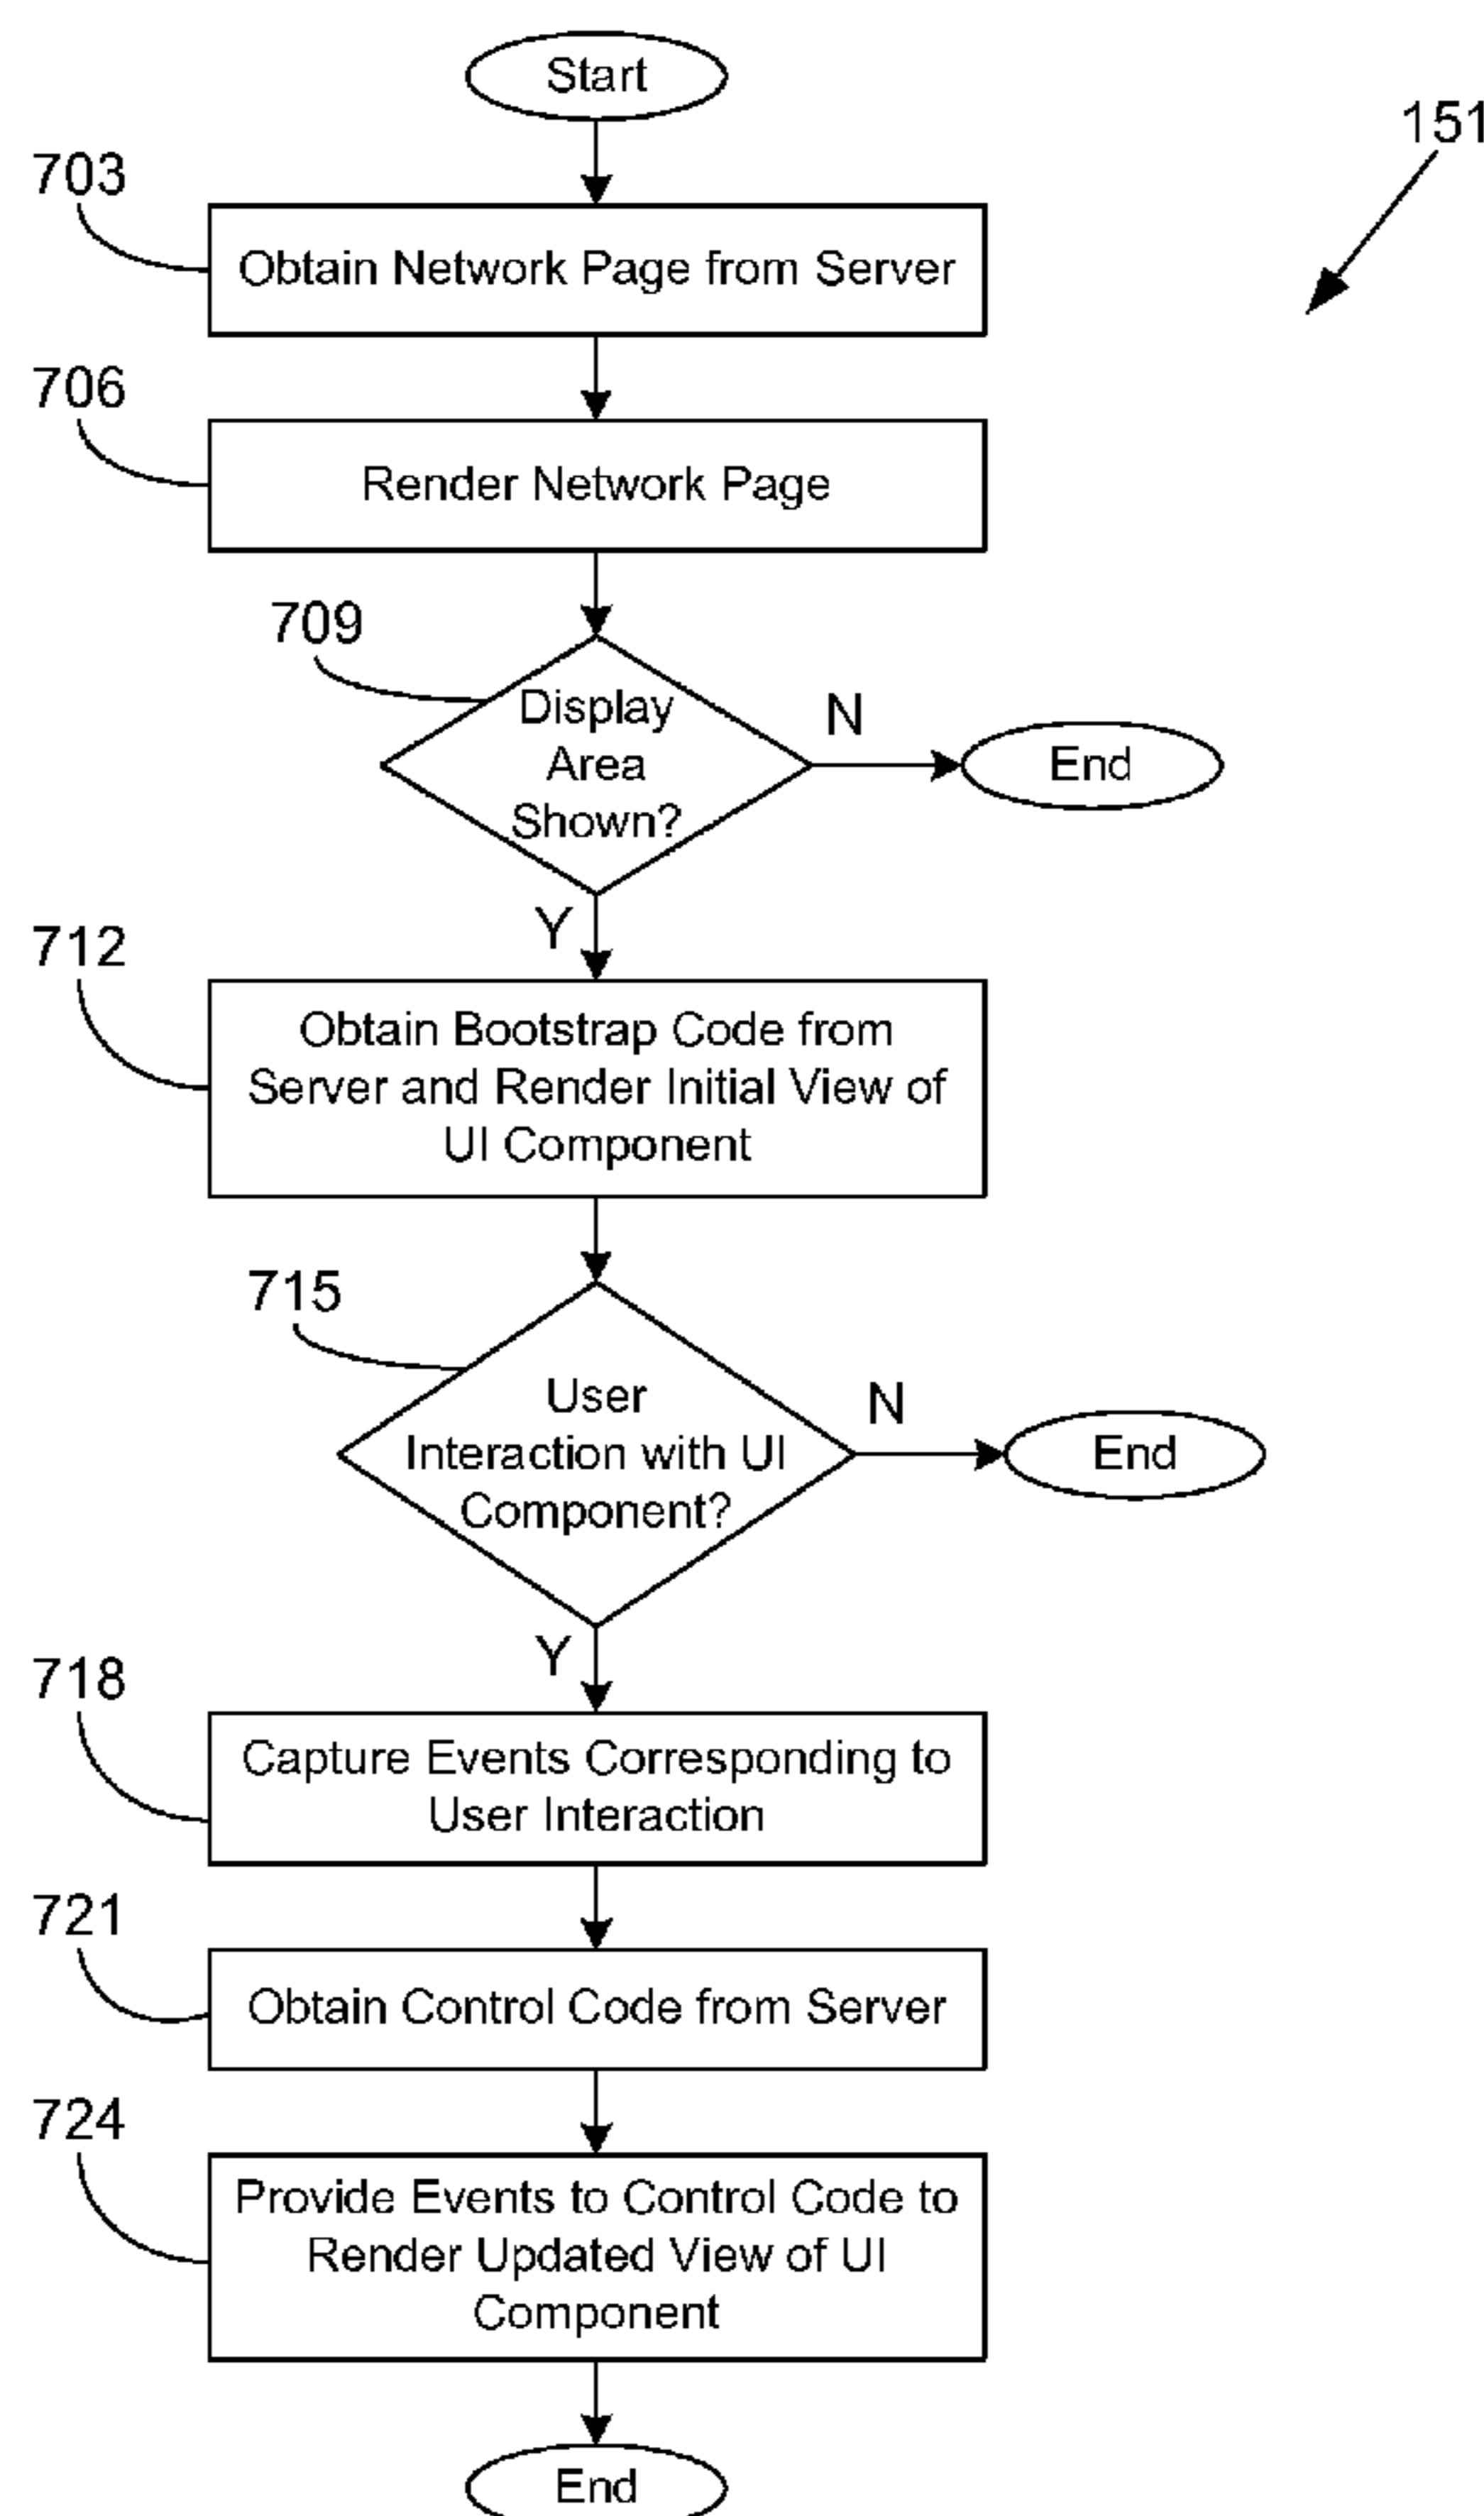 Start
151
703
Obtain Network Page from Server
706
Render Network Page
709
Display
Area
Shown?
N
End
Y
712
Obtain Bootstrap Code from
Server and Render Initial View of
UI Component
715
User
Interaction with UI
Component?
N
End
Y
718
Capture Events Corresponding to
User Interaction
721
Obtain Control Code from Server
724
Provide Events to Control Code to
Render Updated View of UI
Component
End